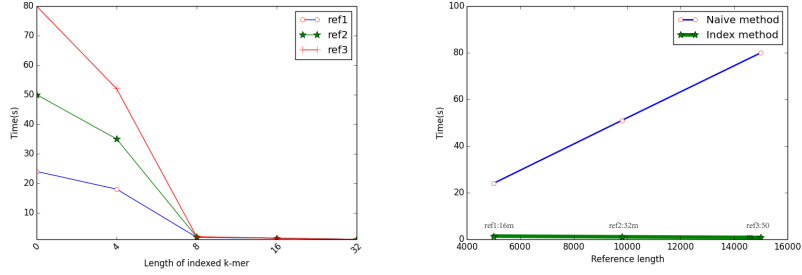 80
70
60
50
40
30
20
10
Time(s)
0
4
8
16
32
Length of indexed k-mer
ref1
ref2
ref3
100
80
60
40
20
0
Time(s)
4000
6000
8000
10000
12000
14000
16000
Reference length
Naive method
Index method
ref1:16m
ref2:32m
ref3:50